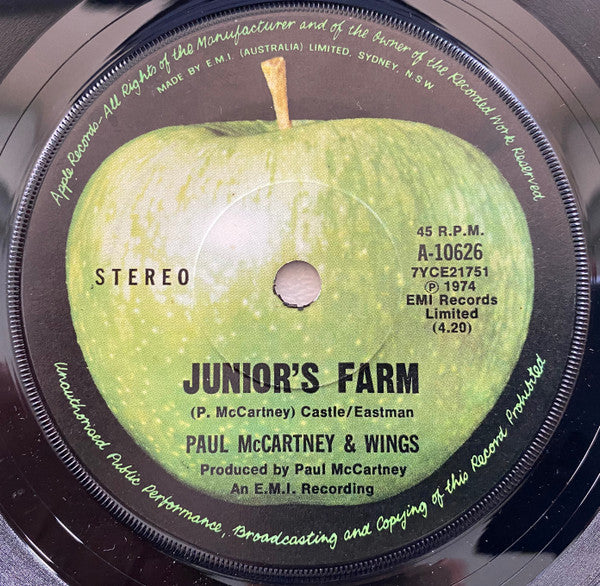 Apple Records-All Rights of the Manufacturer and of the Owner of the Recorded Work Reserved
MADE BY E.M.I. (AUSTRALIA) LIMITED, SYDNEY, N.S.W
STEREO
45 R.P.M.
A-10626
7YCE21751
Ⓟ 1974
EMI Records
Limited
(4.20)
JUNIOR'S FARM
(P. McCartney) Castle/Eastman
PAUL McCARTNEY & WINGS
Produced by Paul McCartney
An E.M.I. Recording
Unauthorised Public Performance, Broadcasting and Copying of this Record Prohibited